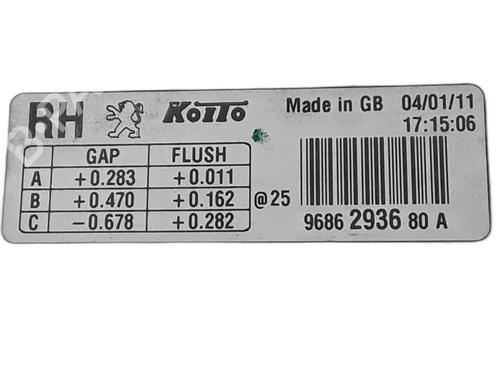 RH KOITO Made in GB 04/01/11
17:15:06
GAP FLUSH
A +0.283 +0.011
B +0.470 +0.162 @25
C -0.678 +0.282
9686 2936 80 A